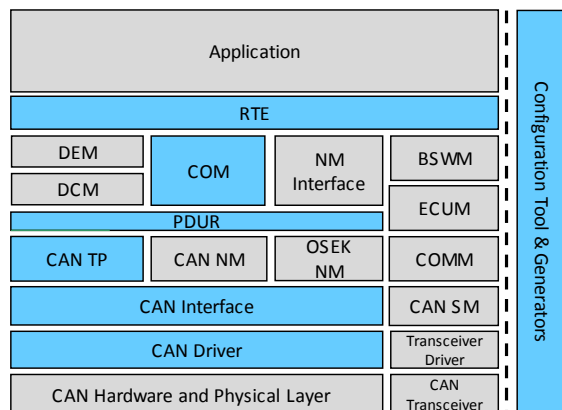 Application
RTE
DEM
DCM
COM
NM
Interface
BSWM
ECUM
PDUR
CAN TP
CAN NM
OSEK
NM
COMM
CAN Interface
CAN SM
CAN Driver
Transceiver
Driver
CAN Hardware and Physical Layer
CAN
Transceiver
Configuration Tool & Generators